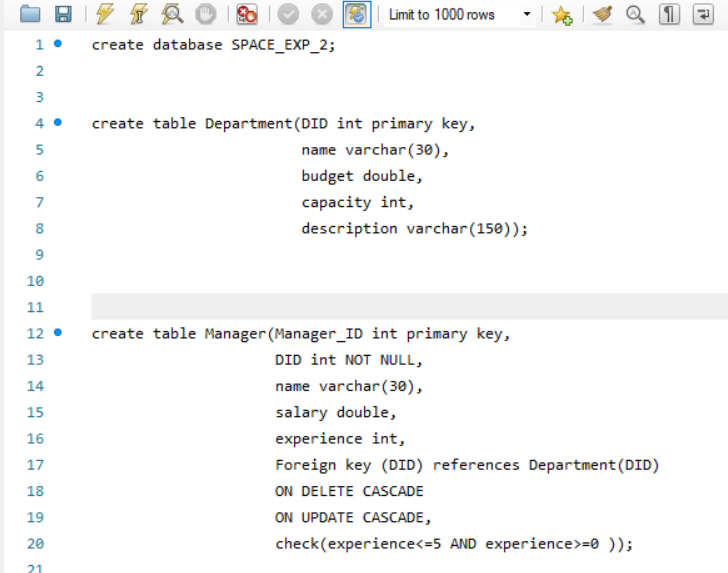 Limit to 1000 rows
1 create database SPACE_EXP_2;
2
3
4 create table Department(DID int primary key,
5 name varchar(30),
6 budget double,
7 capacity int,
8 description varchar(150));
9
10
11
12 create table Manager(Manager_ID int primary key,
13 DID int NOT NULL,
14 name varchar(30),
15 salary double,
16 experience int,
17 Foreign key (DID) references Department(DID)
18 ON DELETE CASCADE
19 ON UPDATE CASCADE,
20 check(experience<=5 AND experience>=0 ));
21